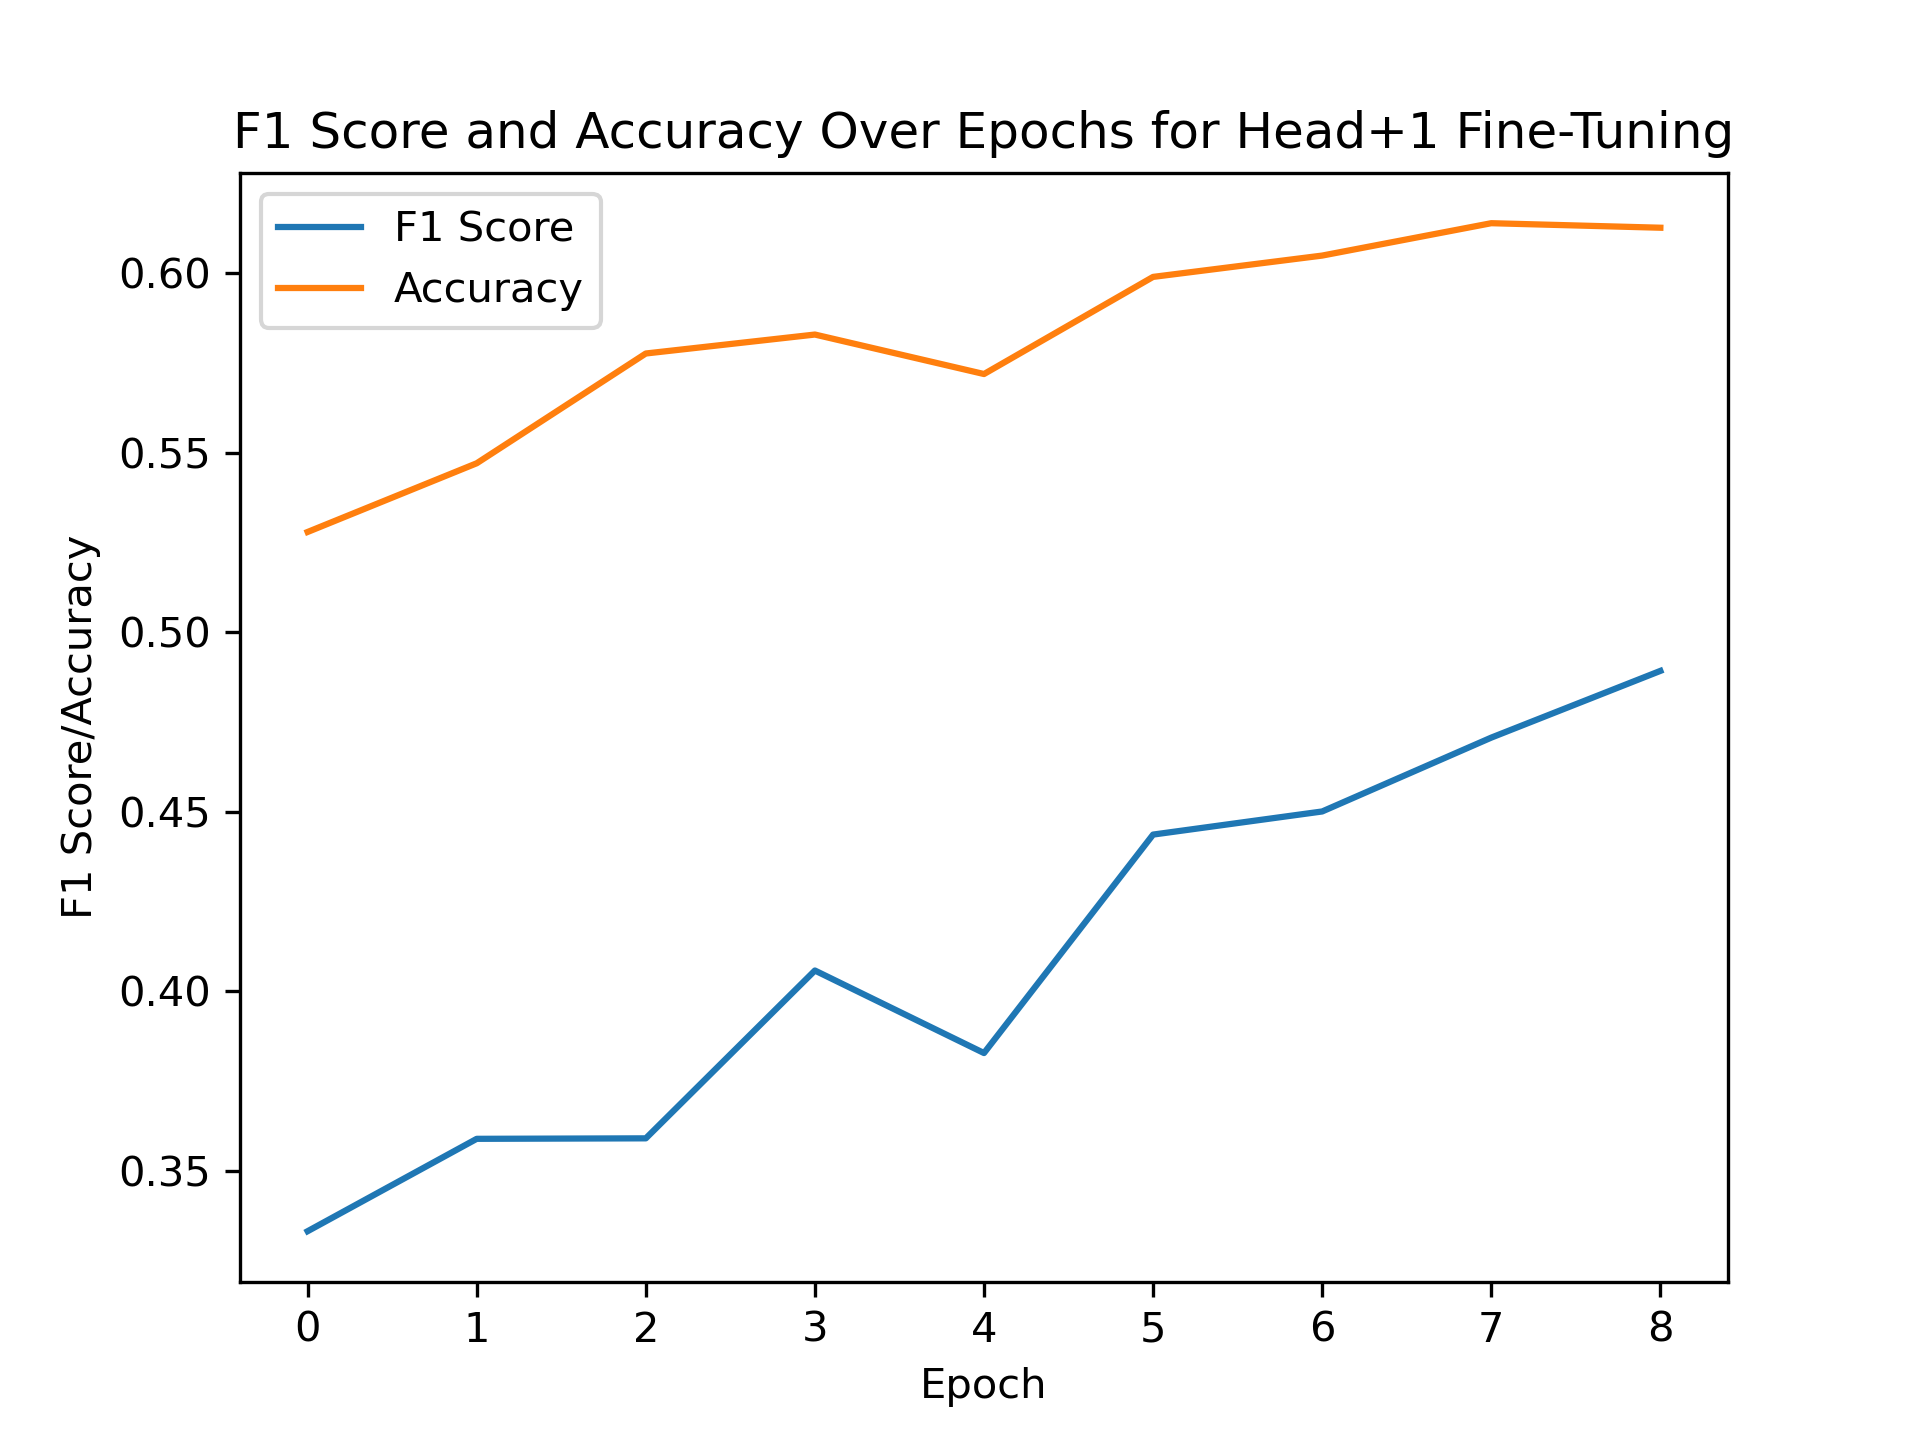 F1 Score and Accuracy Over Epochs for Head+1 Fine-Tuning
F1 Score
Accuracy
F1 Score/Accuracy
0.60
0.55
0.50
0.45
0.40
0.35
0 1 2 3 4 5 6 7 8
Epoch